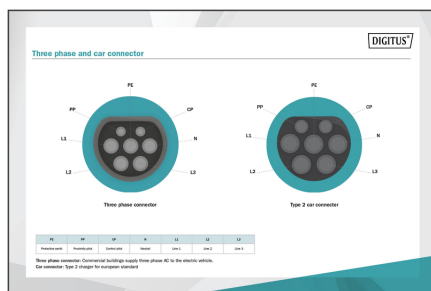 DIGITUS®
Three phase and car connector
PE
PP
CP
L1
N
L2
L3
Three phase connector
PE
PP
CP
L1
N
L2
L3
Type 2 car connector
PE PP CP N L1 L2 L3
Protective earth Proximity pilot Control pilot Neutral Line 1 Line 2 Line 3
Three phase connector: Commercial buildings supply three phase AC to the electric vehicle.
Car connector: Type 2 charger for european standard